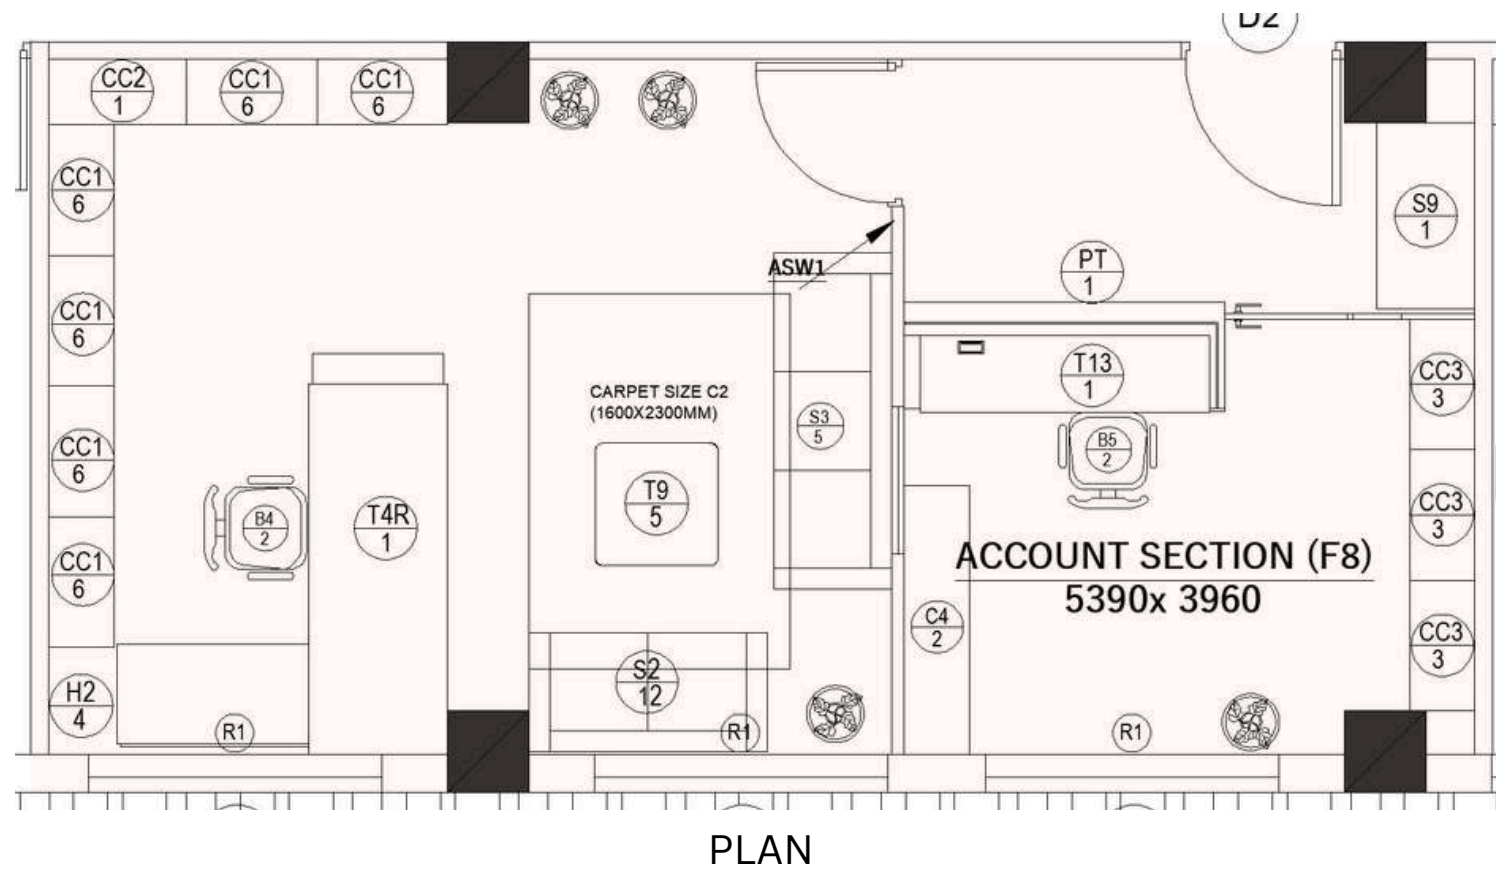 D2
CC2
1
CC1
6
CC1
6
CC1
6
S9
1
PT
1
ASW1
CC1
6
T13
1
CC3
3
CARPET SIZE C2
(1600X2300MM)
S3
5
B5
2
CC1
6
T9
5
B4
2
T4R
1
CC3
3
ACCOUNT SECTION (F8)
5390x 3960
CC1
6
C4
2
CC3
3
S2
12
H2
4
R1
R1
R1
PLAN